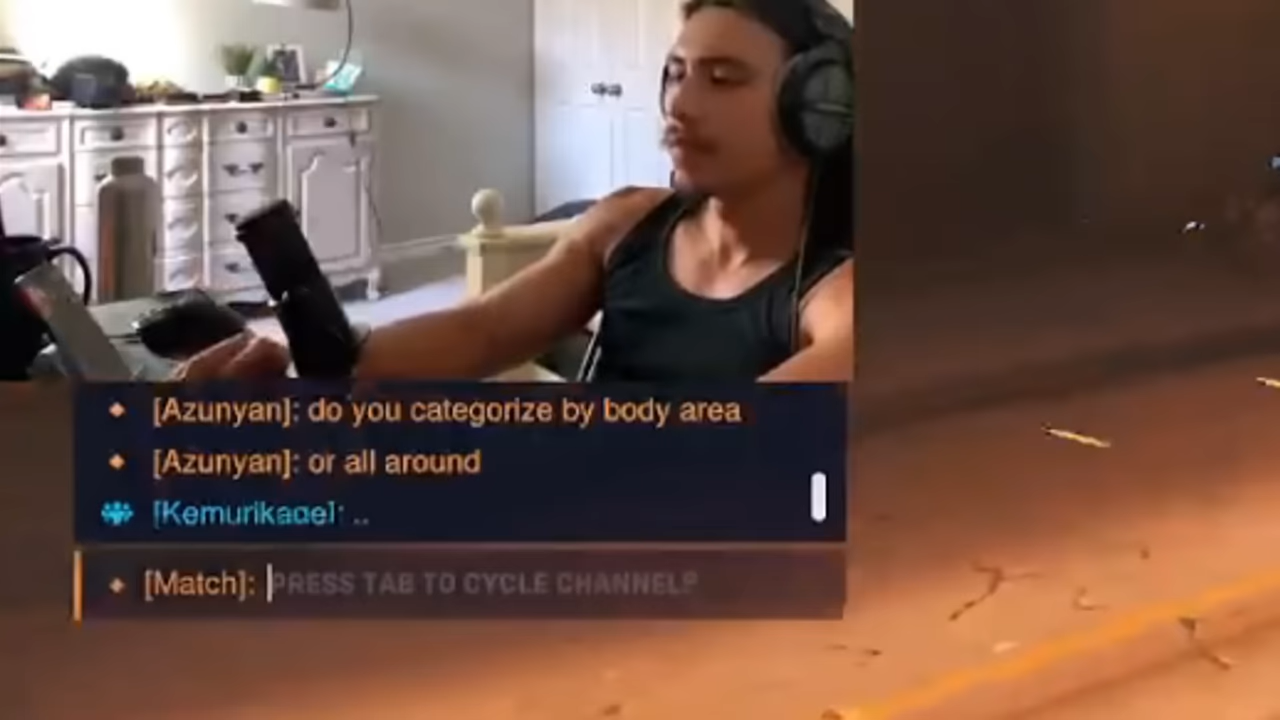 [Azunyan]: do you categorize by body area
[Azunyan]: or all around
[Kemurikage]: ..
[Match]: PRESS TAB TO CYCLE CHANNELS